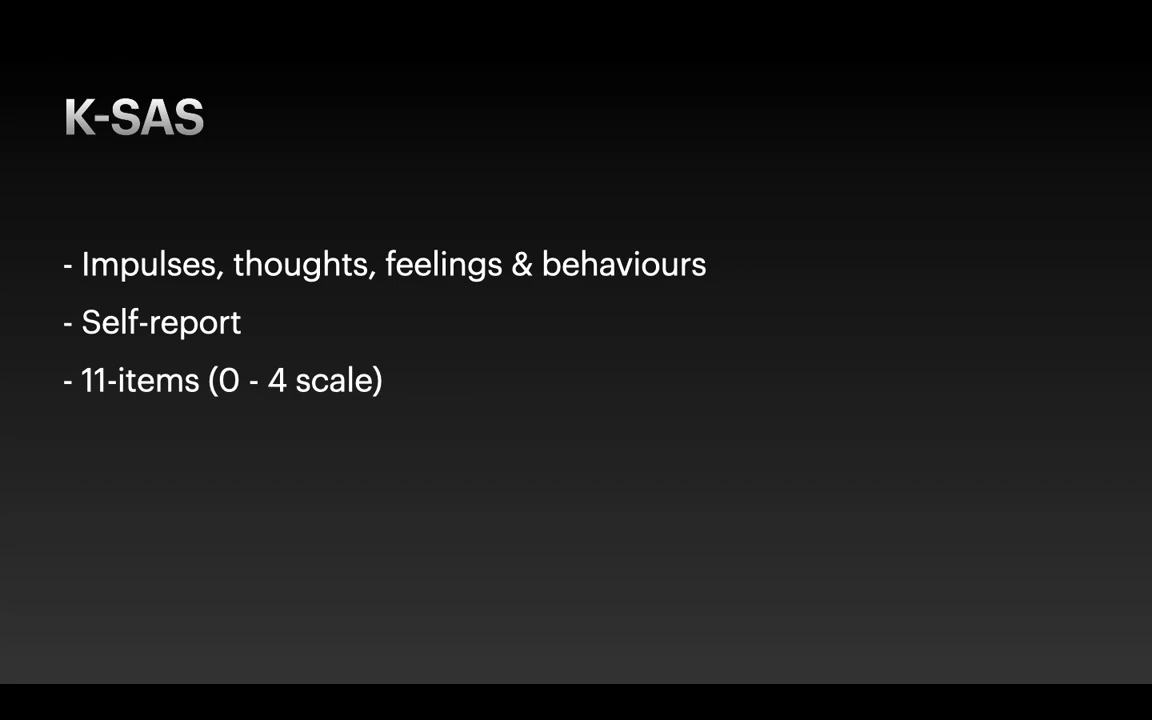 K-SAS
- Impulses, thoughts, feelings & behaviours
- Self-report
- 11-items (0 - 4 scale)